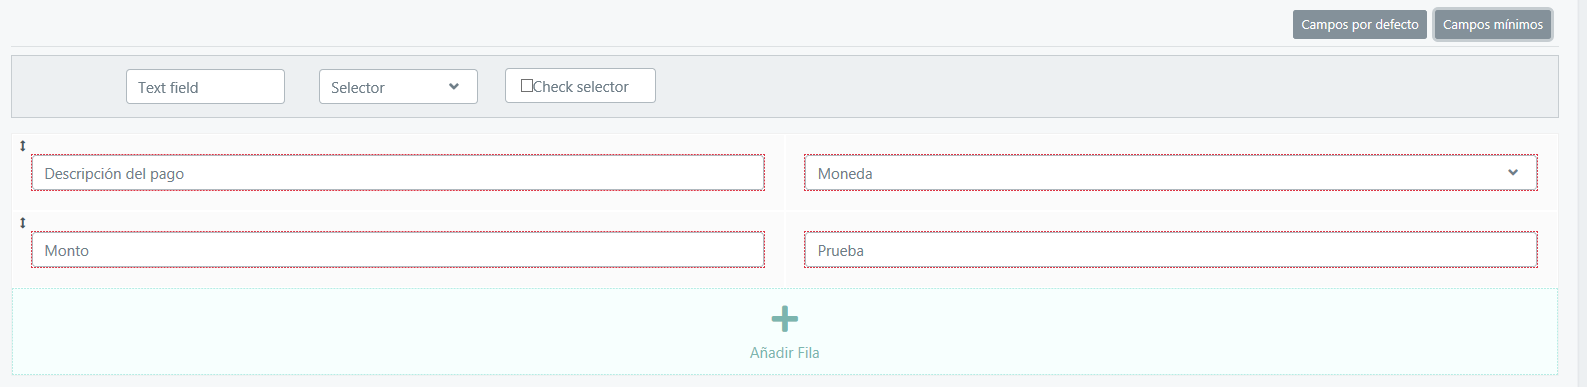 Campos por defecto
Campos mínimos
Text field
Selector
Check selector
Descripción del pago
Moneda
Monto
Prueba
Añadir Fila